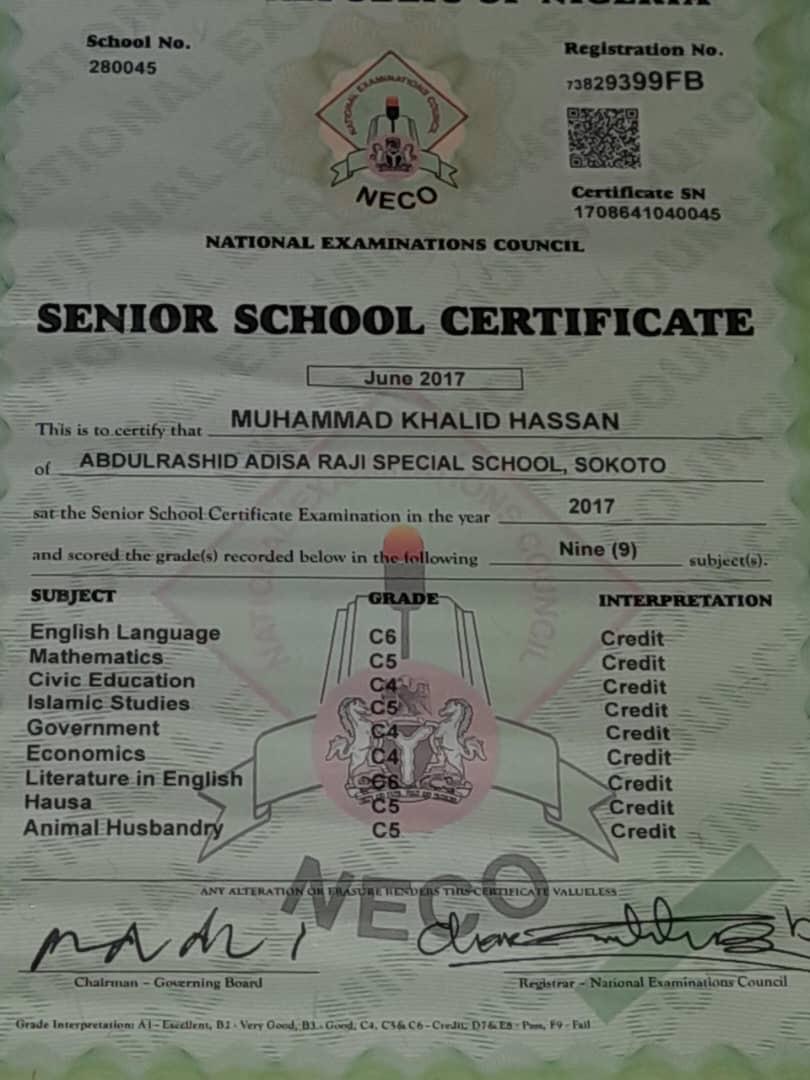 REPUBLIC OF NIGERIA
School No.
280045
Registration No.
73829399FB
NATIONAL EXAMINATIONS COUNCIL
NECO
Certificate SN
1708641040045
NATIONAL EXAMINATIONS COUNCIL
SENIOR SCHOOL CERTIFICATE
June 2017
This is to certify that MUHAMMAD KHALID HASSAN
of ABDULRASHID ADISA RAJI SPECIAL SCHOOL, SOKOTO
sat the Senior School Certificate Examination in the year 2017
and scored the grade(s) recorded below in the following Nine (9) subject(s).
SUBJECT GRADE INTERPRETATION
English Language C6 Credit
Mathematics C5 Credit
Civic Education C4 Credit
Islamic Studies C5 Credit
Government C4 Credit
Economics C4 Credit
Literature in English C6 Credit
Hausa C5 Credit
Animal Husbandry C5 Credit
NECO
ANY ALTERATION OR ERASURE RENDERS THIS CERTIFICATE VALUELESS
Chairman - Governing Board
Registrar - National Examinations Council
Grade Interpretation: A1 - Excellent, B2 - Very Good, B3 - Good, C4, C5 & C6 - Credit, D7 & E8 - Pass, F9 - Fail